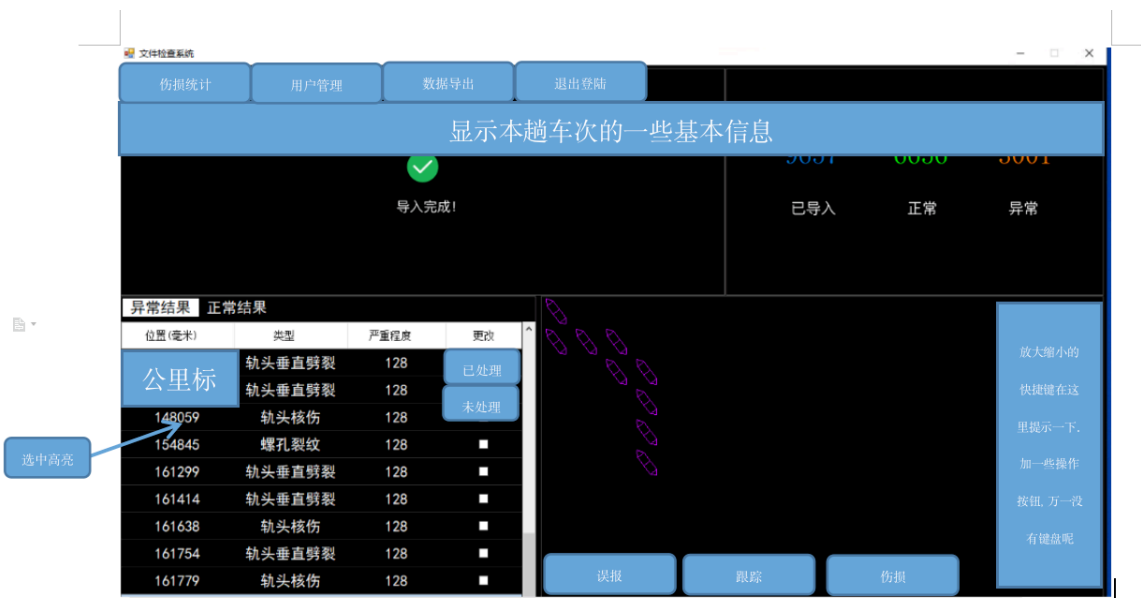 文件检查系统
伤损统计 用户管理 数据导出 退出登陆
显示本趟车次的一些基本信息
导入完成!
已导入 正常 异常
异常结果 正常结果
位置(毫米) 类型 严重程度 更改
公里标 轨头垂直劈裂 128 已处理
轨头垂直劈裂 128
未处理
148059 轨头核伤 128
154845 螺孔裂纹 128
选中高亮
161299 轨头垂直劈裂 128
161414 轨头垂直劈裂 128
161638 轨头核伤 128
161754 轨头垂直劈裂 128
161779 轨头核伤 128
放大缩小的
快捷键在这
里提示一下,
加一些操作
按钮, 万一没
有键盘呢
误报 跟踪 伤损